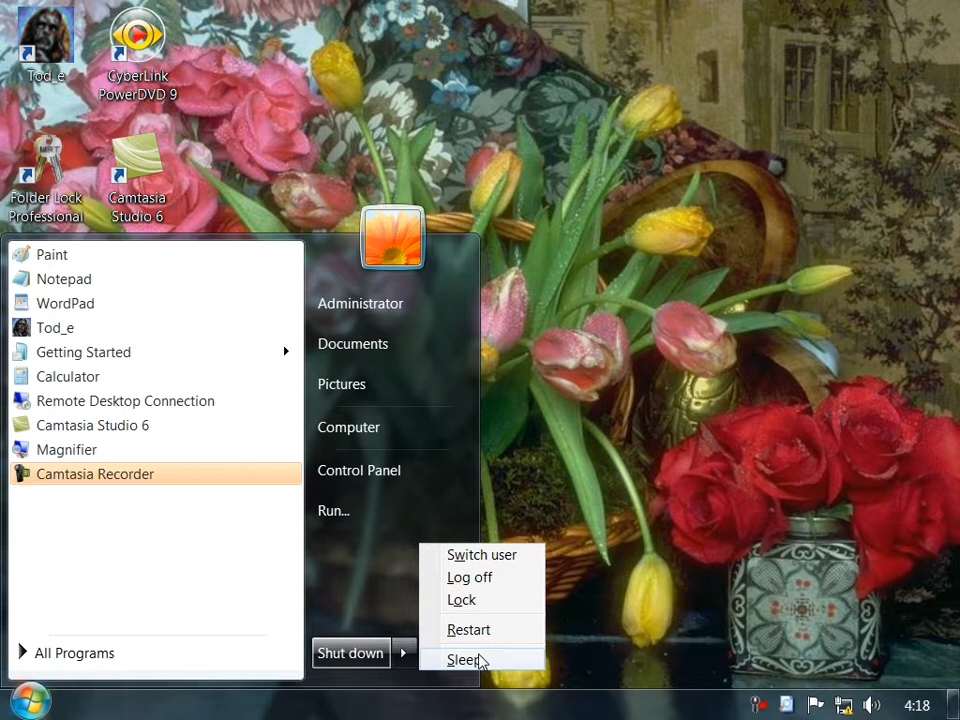 Tod_e
CyberLink
PowerDVD 9
Folder Lock
Professional
Camtasia
Studio 6
Paint
Notepad
WordPad
Tod_e
Getting Started
Calculator
Remote Desktop Connection
Camtasia Studio 6
Magnifier
Camtasia Recorder
All Programs
Administrator
Documents
Pictures
Computer
Control Panel
Run...
Shut down
Switch user
Log off
Lock
Restart
Sleep
4:18